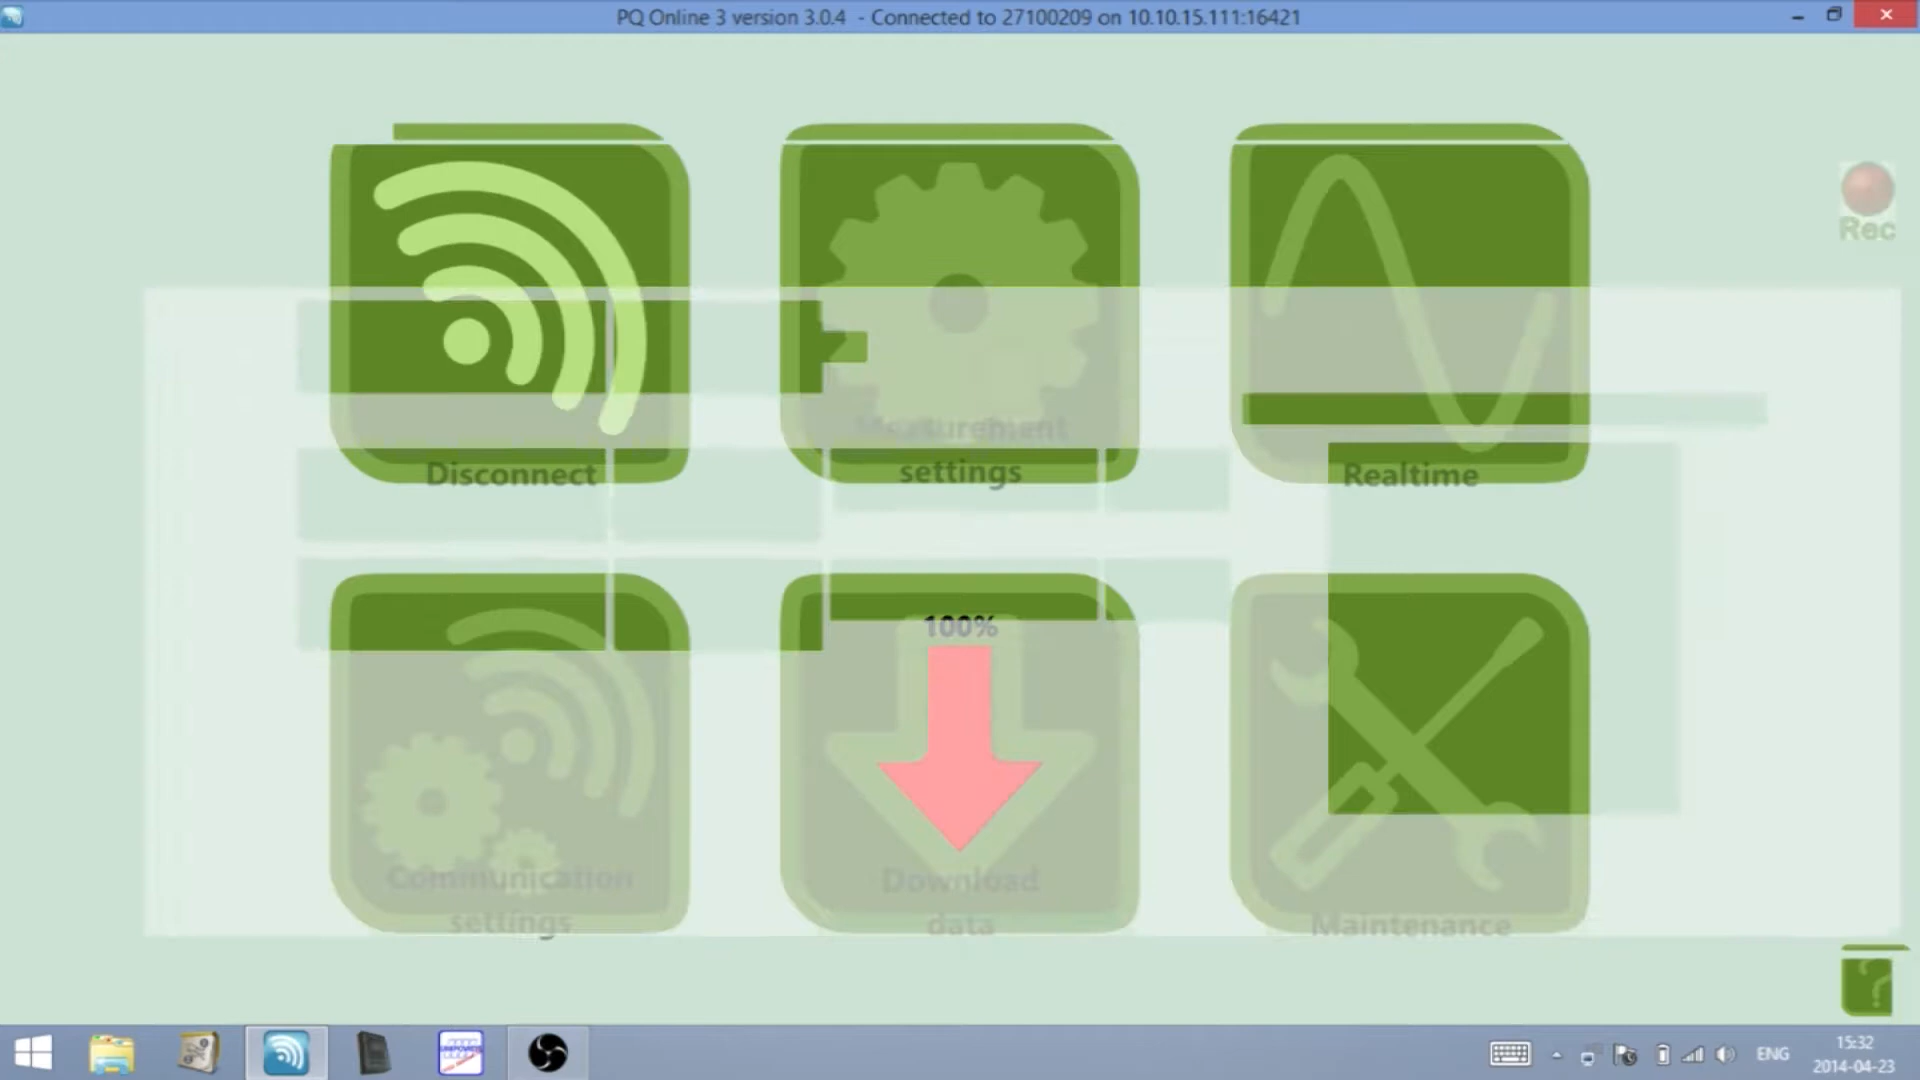 PQ Online 3 version 3.0.4 - Connected to 27100209 on 10.10.15.111:16421
Rec
Disconnect
Measurement
settings
Realtime
100%
Communication
settings
Download
data
Maintenance
?
ENG
15:32
2014-04-23